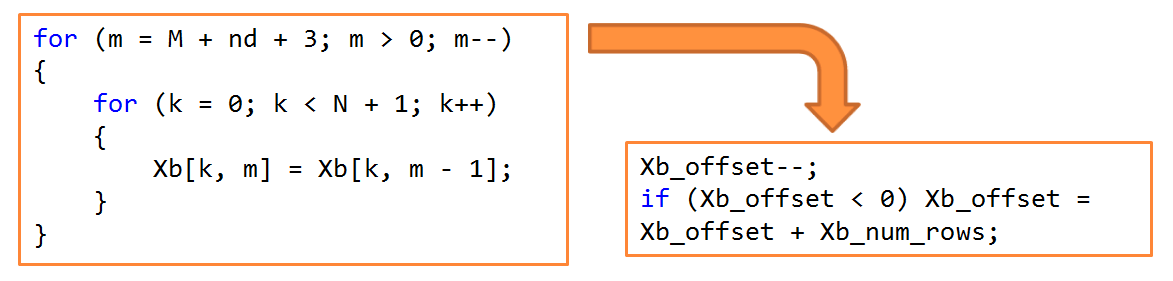 for (m = M + nd + 3; m > 0; m--)
{
    for (k = 0; k < N + 1; k++)
    {
        Xb[k, m] = Xb[k, m - 1];
    }
}
Xb_offset--;
if (Xb_offset < 0) Xb_offset =
Xb_offset + Xb_num_rows;